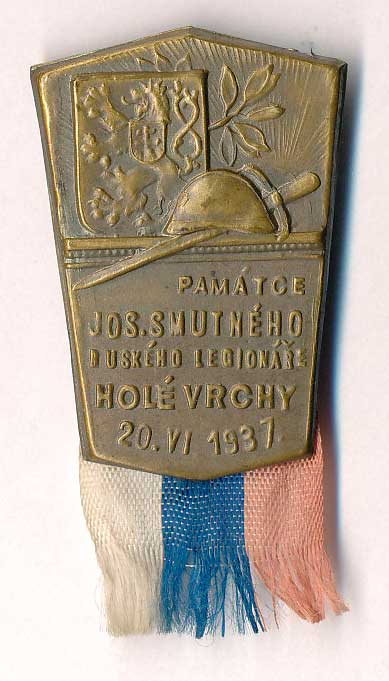 PAMÁTCE
JOS. SMUTNÉHO
RUSKÉHO LEGIONÁŘE
HOLÉ VRCHY
20. VI 1937.